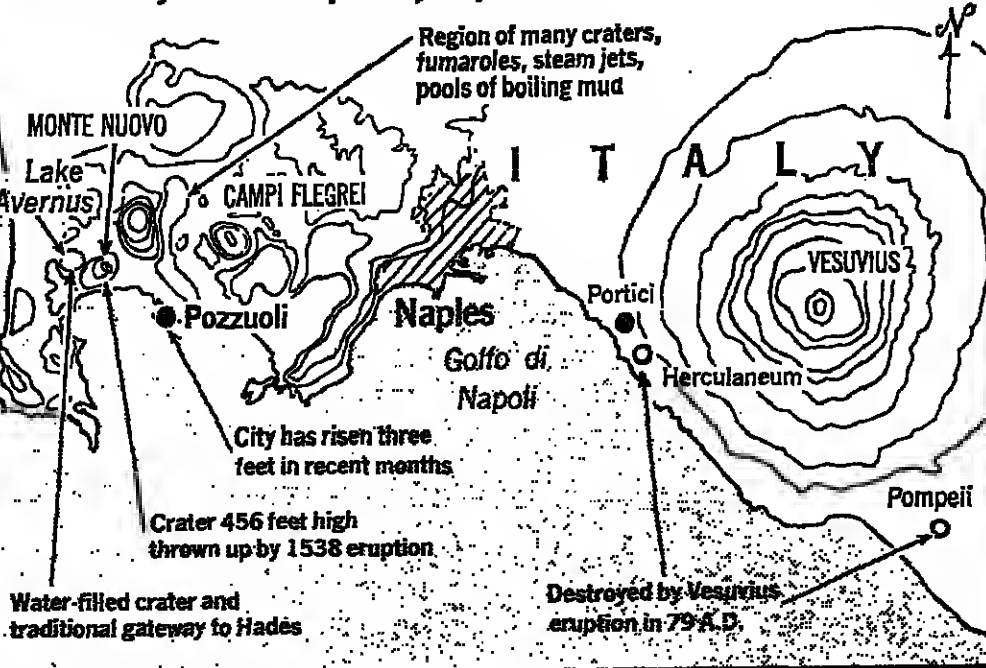 Region of many craters,
fumaroles, steam jets,
pools of boiling mud
N
MONTE NUOVO
I T A L Y
Lake
Avernus
CAMPI FLEGREI
VESUVIUS
Portici
Pozzuoli
Naples
Golfo di
Napoli
Herculaneum
City has risen three
feet in recent months
Pompeii
Crater 456 feet high
thrown up by 1538 eruption
Water-filled crater and
traditional gateway to Hades
Destroyed by Vesuvius
eruption in 79 A.D.